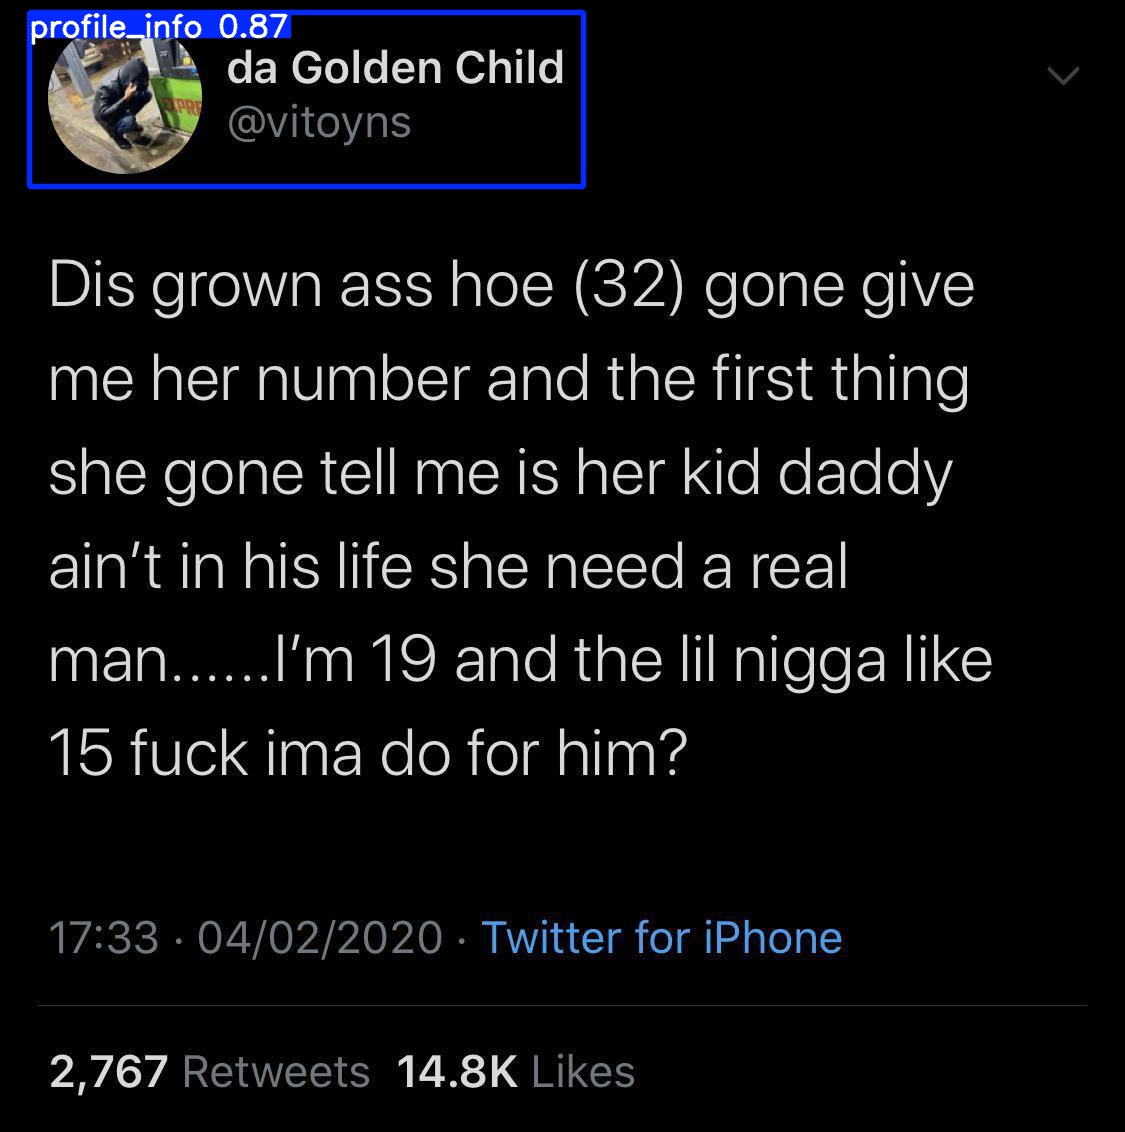 profile_info 0.87
da Golden Child
@vitoyns
EXPRE
Dis grown ass hoe (32) gone give
me her number and the first thing
she gone tell me is her kid daddy
ain’t in his life she need a real
man......I’m 19 and the lil nigga like
15 fuck ima do for him?
17:33 · 04/02/2020 · Twitter for iPhone
2,767 Retweets 14.8K Likes